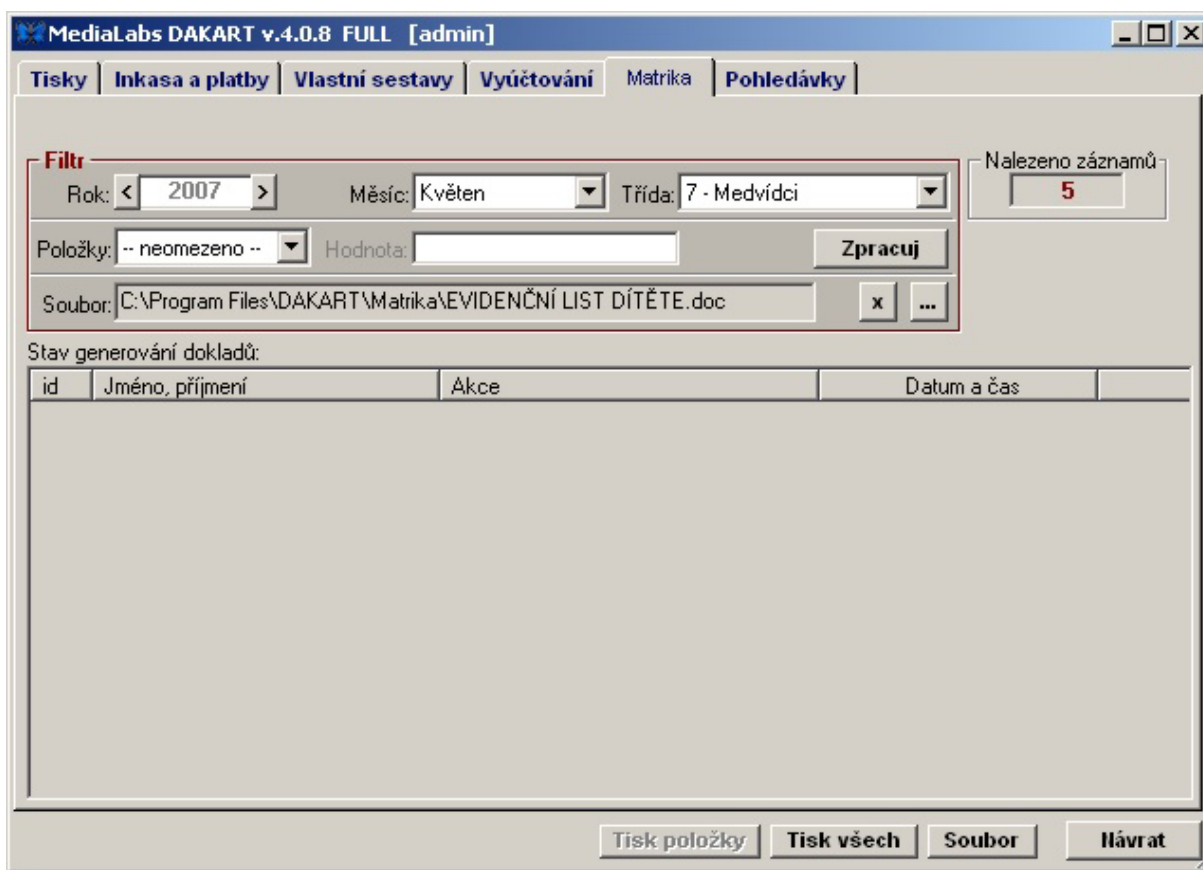 MediaLabs DAKART v.4.0.8 FULL [admin]
Tisky Inkasa a platby Vlastní sestavy Vyúčtování Matrika Pohledávky
Filtr Nalezeno záznamů
Rok: < 2007 > Měsíc: Květen Třída: 7 - Medvídci 5
Položky: -- neomezeno -- Hodnota: Zpracuj
Soubor: C:\Program Files\DAKART\Matrika\EVIDENČNÍ LIST DÍTĚTE.doc x ...
Stav generování dokladů:
id Jméno, příjmení Akce Datum a čas
Tisk položky Tisk všech Soubor Návrat